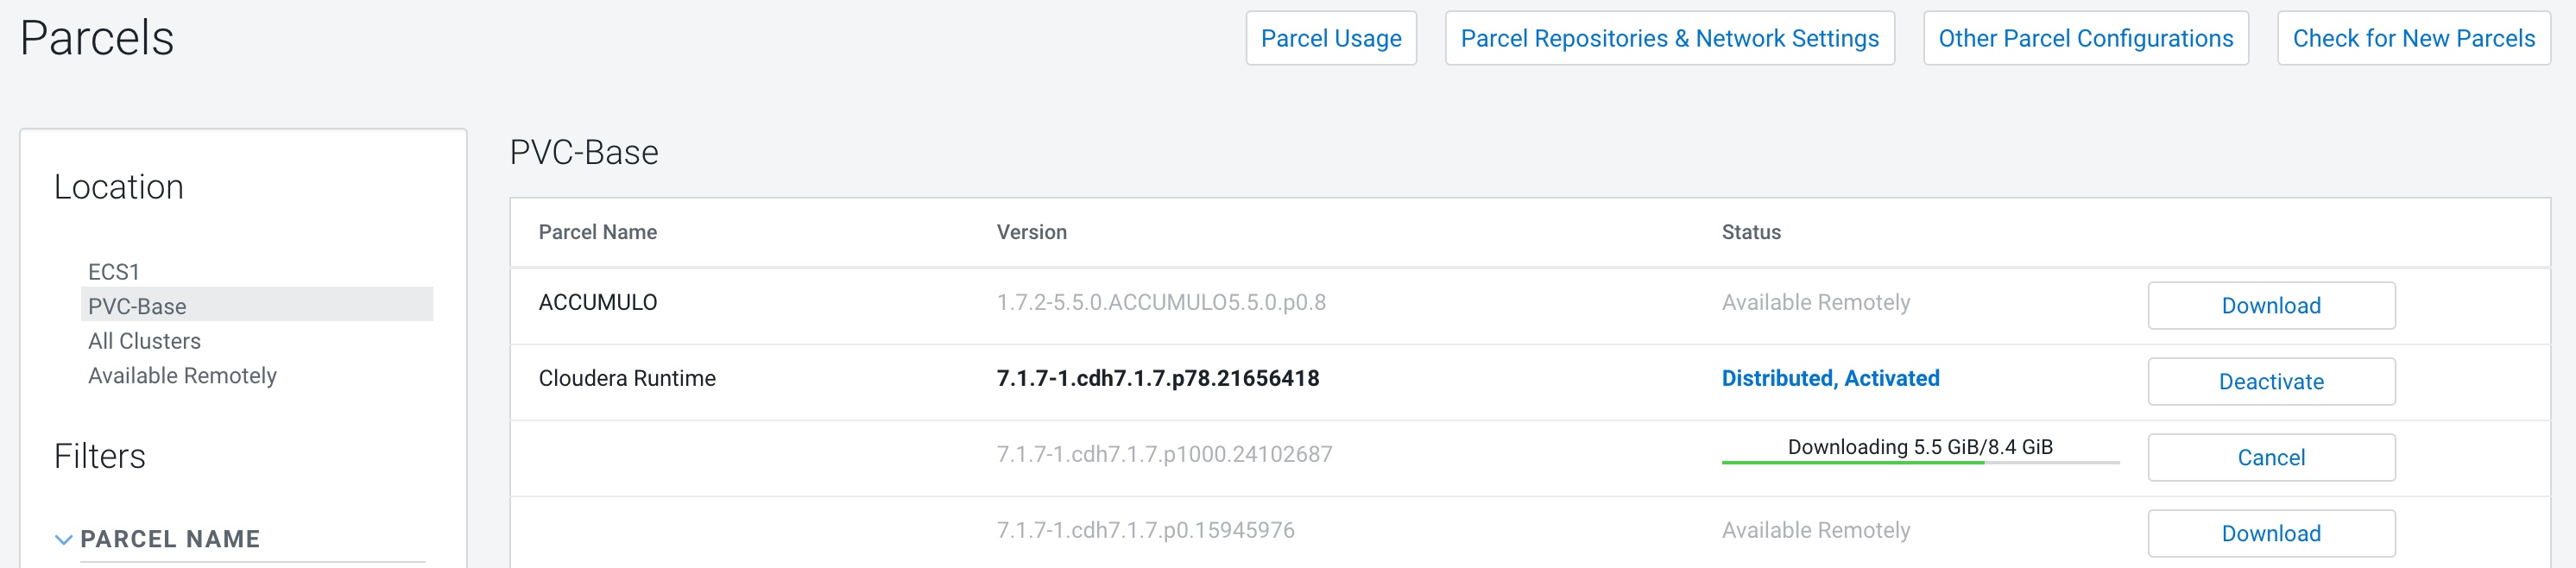 Parcels
Parcel Usage
Parcel Repositories & Network Settings
Other Parcel Configurations
Check for New Parcels
Location
ECS1
PVC-Base
All Clusters
Available Remotely
Filters
PARCEL NAME
PVC-Base
Parcel Name Version Status
ACCUMULO 1.7.2-5.5.0.ACCUMULO5.5.0.p0.8 Available Remotely Download
Cloudera Runtime 7.1.7-1.cdh7.1.7.p78.21656418 Distributed, Activated Deactivate
7.1.7-1.cdh7.1.7.p1000.24102687 Downloading 5.5 GiB/8.4 GiB Cancel
7.1.7-1.cdh7.1.7.p0.15945976 Available Remotely Download